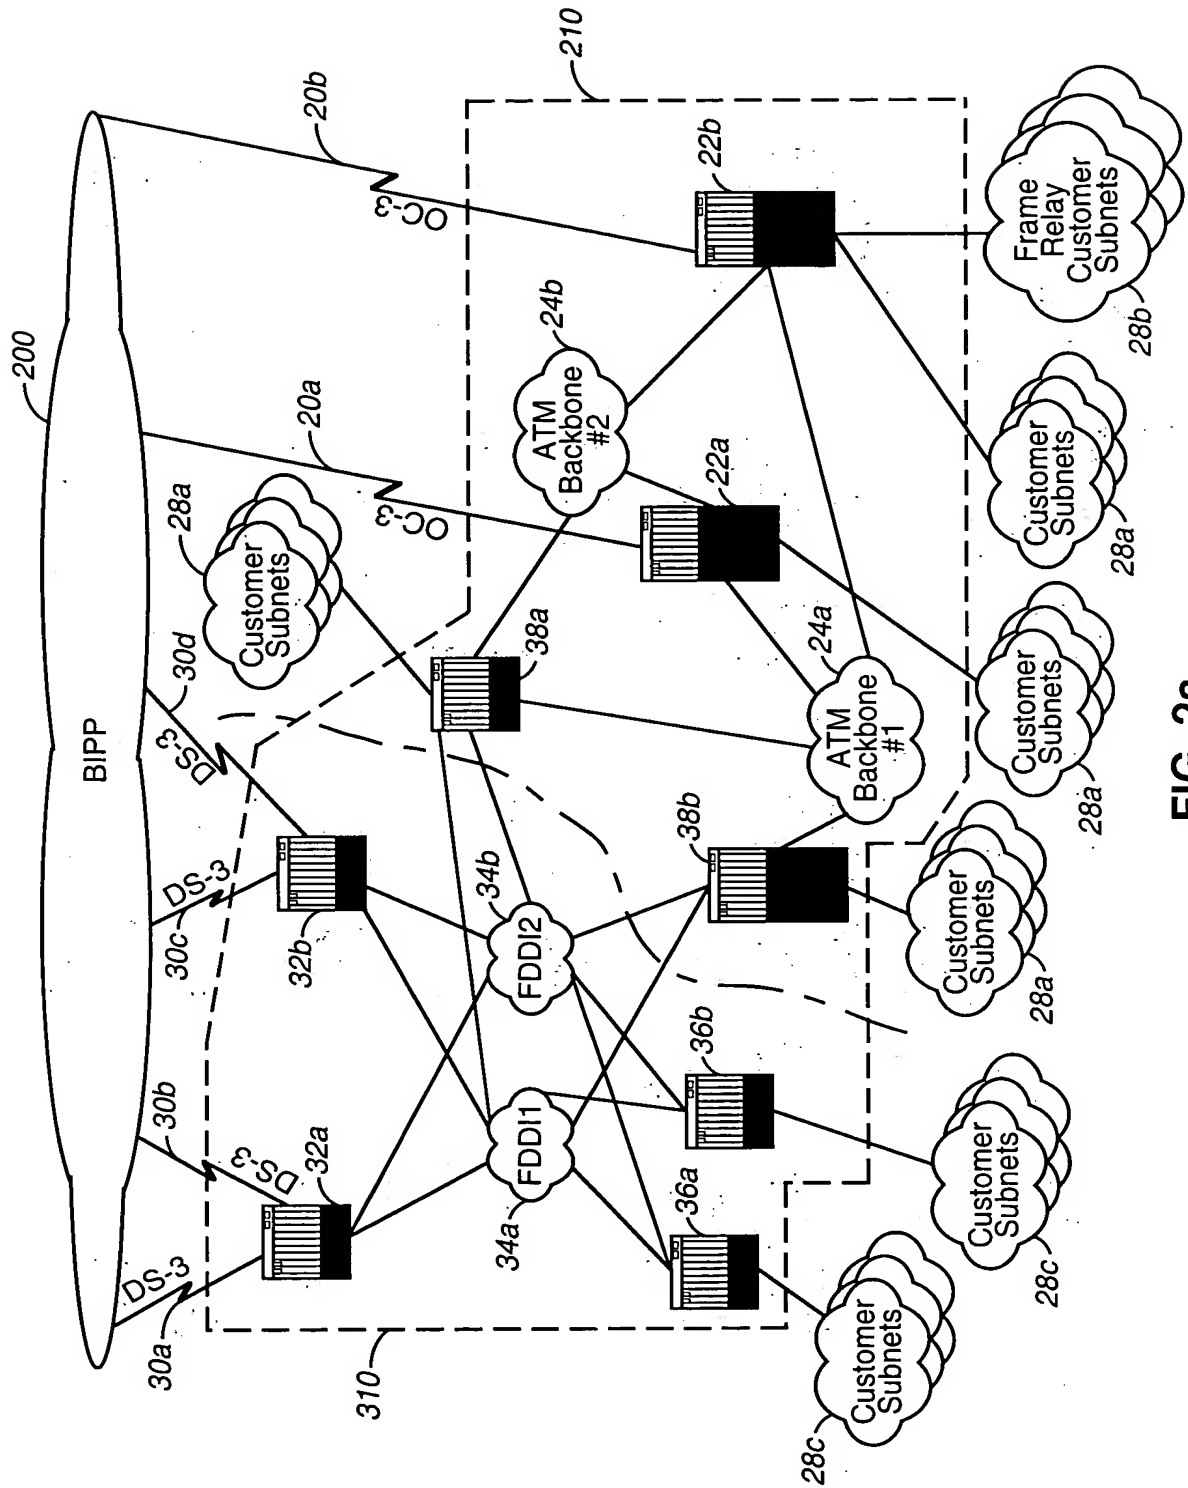 200
BIPP
30a
DS-3
30b
DS-3
30c
DS-3
DS-3
30d
28a
Customer
Subnets
20a
OC-3
20b
OC-3
310
32a
32b
34a
FDDI1
34b
FDDI2
38a
ATM
Backbone
#2
24b
210
36a
36b
38b
22a
22b
ATM
Backbone
#1
24a
28c
Customer
Subnets
28c
Customer
Subnets
28a
Customer
Subnets
28a
Customer
Subnets
28a
Customer
Subnets
28b
Frame
Relay
Customer
Subnets
FIG.